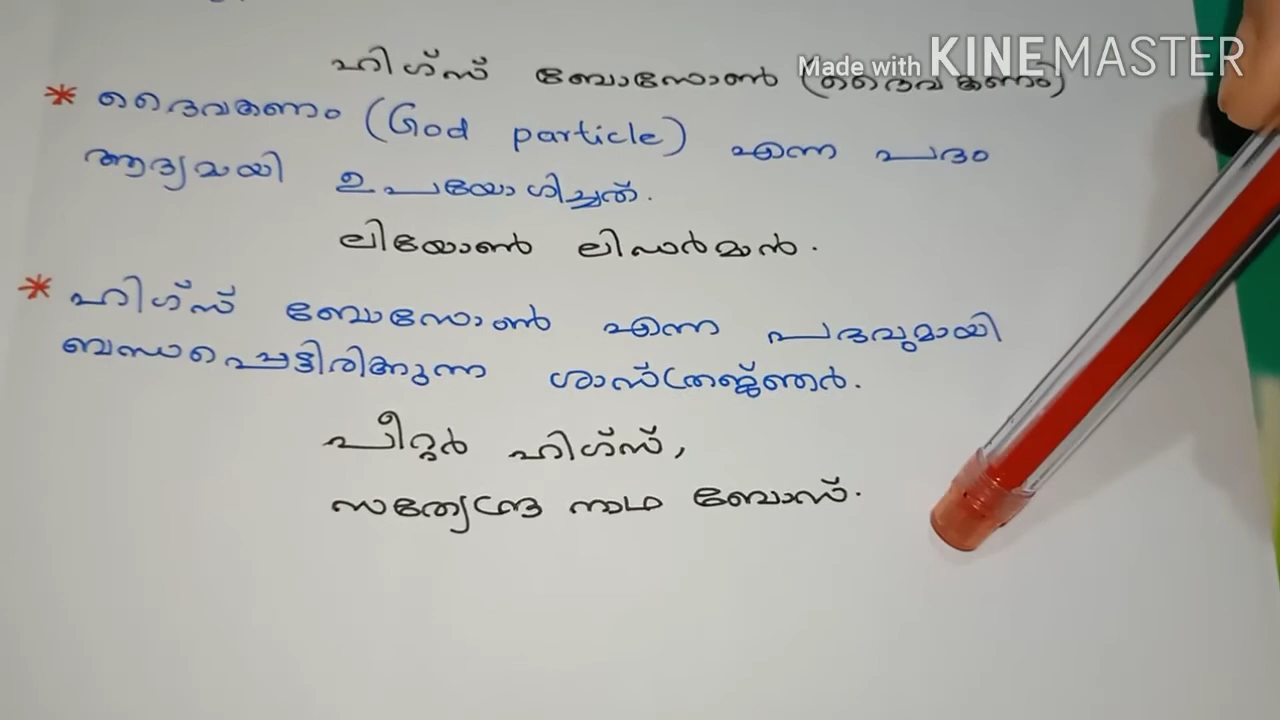 Made with KINEMASTER
ഹിഗ്സ് ബോസോൺ (ദൈവകണം)
* ദൈവകണം (God particle) എന്ന പദം
ആദ്യമായി ഉപയോഗിച്ചത്.
ലിയോൺ ലിഡർമാൻ.
* ഹിഗ്സ് ബോസോൺ എന്ന പദവുമായി
ബന്ധപ്പെട്ടിരിക്കുന്ന ശാസ്ത്രജ്ഞർ.
പീറ്റർ ഹിഗ്സ്,
സത്യേന്ദ്ര നാഥ ബോസ്.